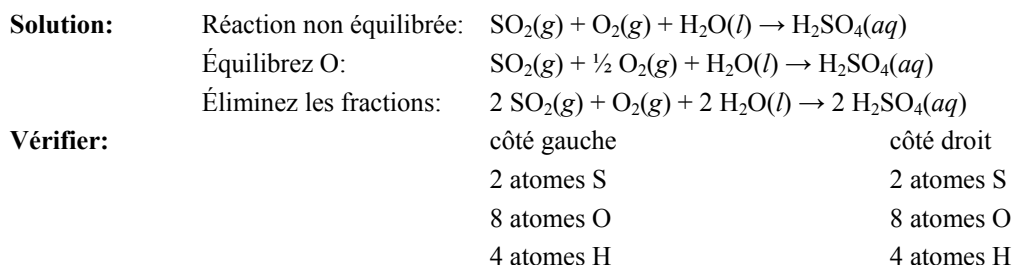 Solution: Réaction non équilibrée: SO₂(g) + O₂(g) + H₂O(l) → H₂SO₄(aq)
Équilibrez O: SO₂(g) + ½ O₂(g) + H₂O(l) → H₂SO₄(aq)
Éliminez les fractions: 2 SO₂(g) + O₂(g) + 2 H₂O(l) → 2 H₂SO₄(aq)
Vérifier: côté gauche côté droit
2 atomes S 2 atomes S
8 atomes O 8 atomes O
4 atomes H 4 atomes H